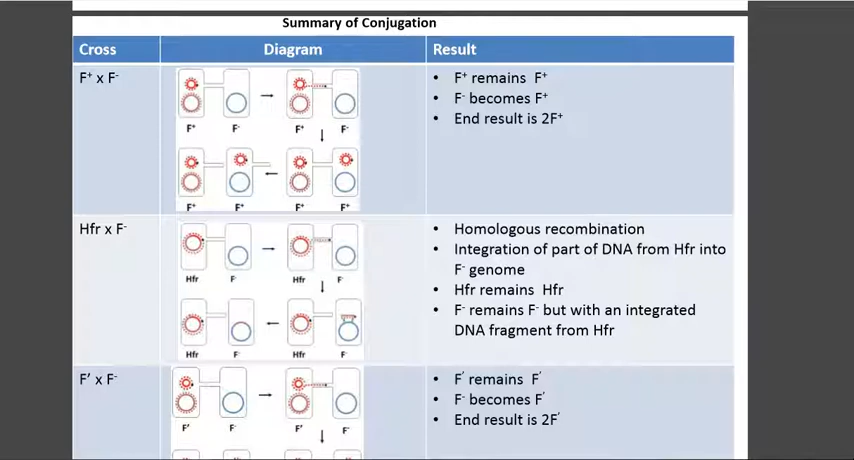 Summary of Conjugation
Cross
Diagram
Result
F⁺ x F⁻
F⁺
F⁻
F⁺
F⁻
F⁺
F⁺
F⁺
F⁺
• F⁺ remains F⁺
• F⁻ becomes F⁺
• End result is 2F⁺
Hfr x F⁻
Hfr
F⁻
Hfr
F⁻
Hfr
F⁻
Hfr
F⁻
• Homologous recombination
• Integration of part of DNA from Hfr into
F⁻ genome
• Hfr remains Hfr
• F⁻ remains F⁻ but with an integrated
DNA fragment from Hfr
F′ x F⁻
F′
F⁻
F′
F⁻
• F′ remains F′
• F⁻ becomes F′
• End result is 2F′